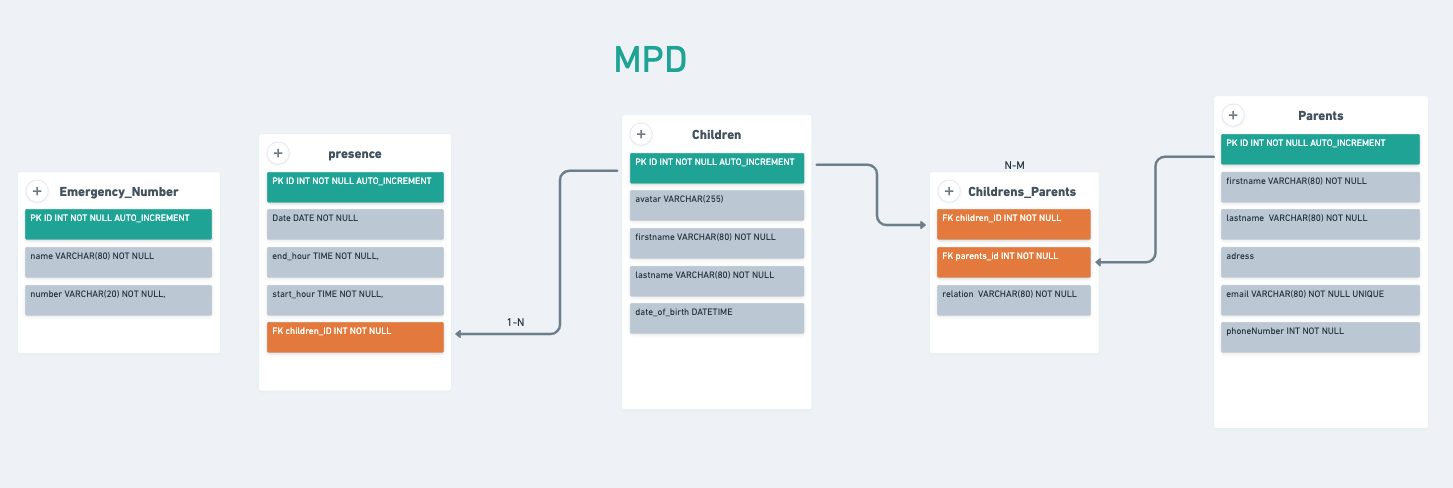 MPD
Emergency_Number
PK ID INT NOT NULL AUTO_INCREMENT
name VARCHAR(80) NOT NULL
number VARCHAR(20) NOT NULL,
presence
PK ID INT NOT NULL AUTO_INCREMENT
Date DATE NOT NULL
end_hour TIME NOT NULL,
start_hour TIME NOT NULL,
FK children_ID INT NOT NULL
1-N
Children
PK ID INT NOT NULL AUTO_INCREMENT
avatar VARCHAR(255)
firstname VARCHAR(80) NOT NULL
lastname VARCHAR(80) NOT NULL
date_of_birth DATETIME
N-M
Childrens_Parents
FK children_ID INT NOT NULL
FK parents_id INT NOT NULL
relation VARCHAR(80) NOT NULL
Parents
PK ID INT NOT NULL AUTO_INCREMENT
firstname VARCHAR(80) NOT NULL
lastname VARCHAR(80) NOT NULL
adress
email VARCHAR(80) NOT NULL UNIQUE
phoneNumber INT NOT NULL